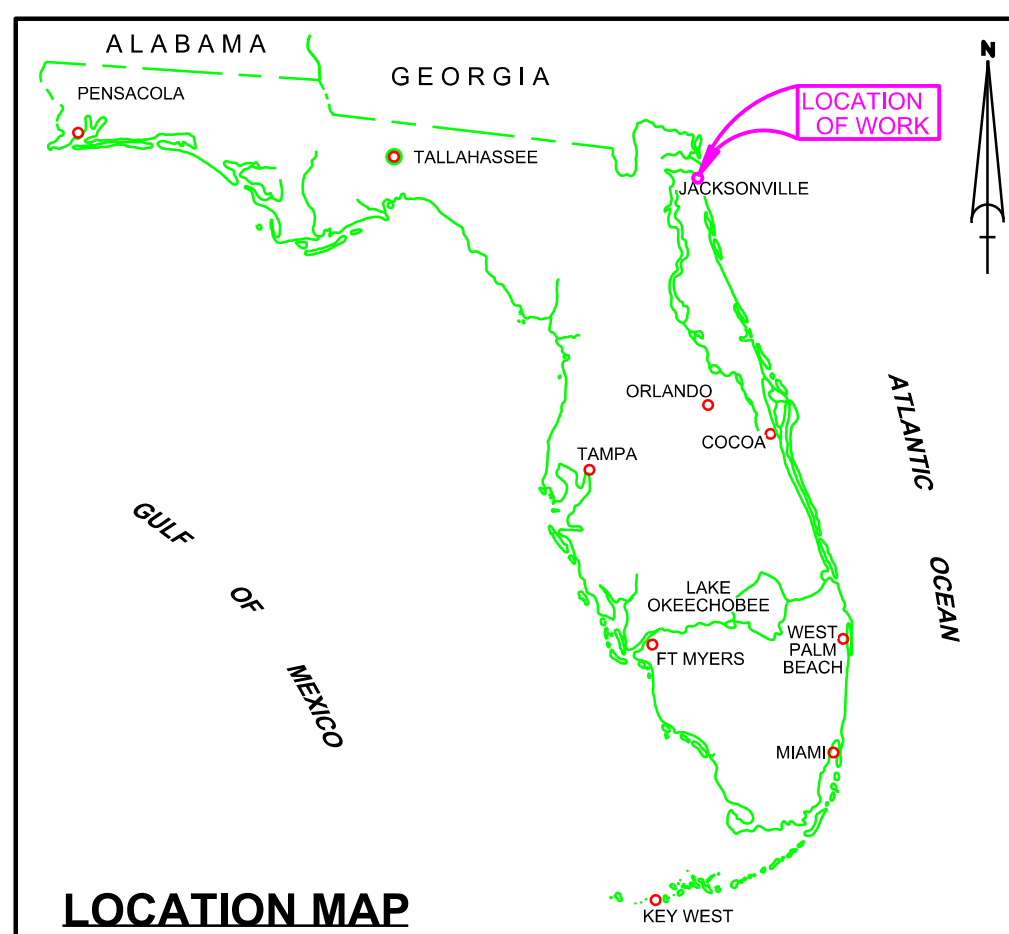 ALABAMA
GEORGIA
N
PENSACOLA
LOCATION
OF WORK
TALLAHASSEE
JACKSONVILLE
ORLANDO
ATLANTIC
COCOA
TAMPA
GULF
OF
MEXICO
OCEAN
LAKE
OKEECHOBEE
WEST
PALM
BEACH
FT MYERS
MIAMI
LOCATION MAP
KEY WEST